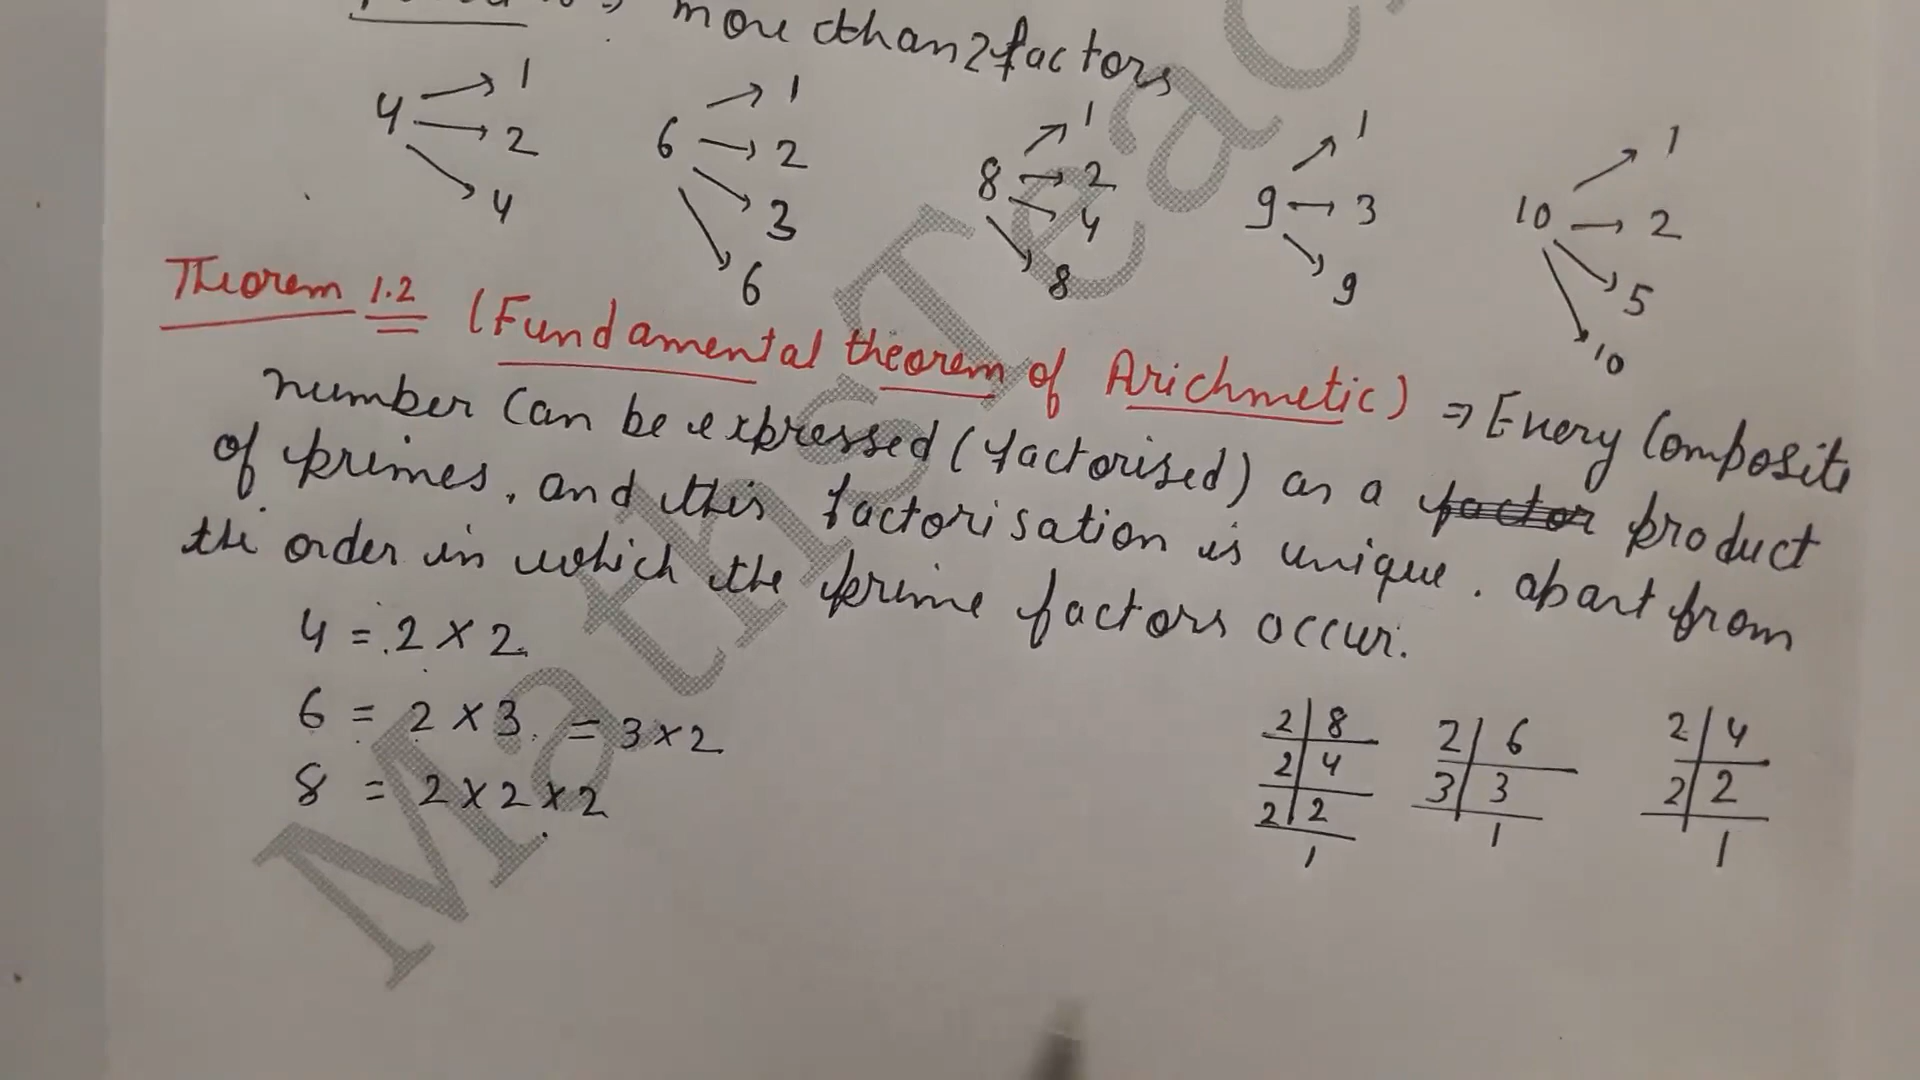 more than 2 factors
4 → 1
→ 2
→ 4
6 → 1
→ 2
→ 3
→ 6
8 → 1
→ 2
→ 4
→ 8
9 → 1
→ 3
→ 9
10 → 1
→ 2
→ 5
→ 10
Theorem 1.2 (Fundamental theorem of Arithmetic) ⇒ Every Composite
number can be expressed (factorised) as a factor product
of primes, and this factorisation is unique. apart from
the order in which the prime factors occur.
4 = 2 × 2
6 = 2 × 3 = 3 × 2
8 = 2 × 2 × 2
2 | 8
2 | 4
2 | 2
1
2 | 6
3 | 3
1
2 | 4
2 | 2
1
Maths Teac